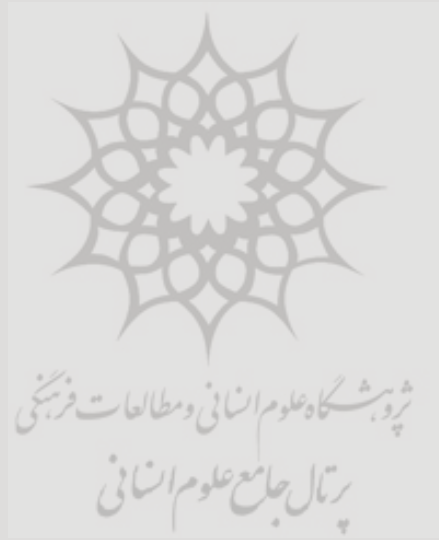 پژوهشگاه علوم انسانی و مطالعات فرهنگی
پرتال جامع علوم انسانی